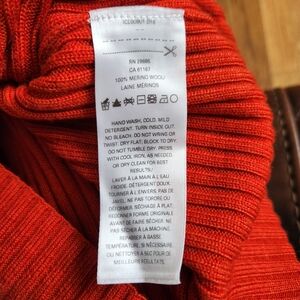 100% MERINO WOOL
LAINE MÉRINOS
HAND WASH, COLD, MILD
DETERGENT. TURN INSIDE OUT.
NO BLEACH. DO NOT WRING OR
TWIST. DRY FLAT; BLOCK TO DRY.
DO NOT TUMBLE DRY. PRESS
WITH COOL IRON, AS NEEDED
OR DRY CLEAN FOR BEST
RESULTS./
LAVER À LA MAIN À L'EAU
FROIDE. DÉTERGENT DOUX.
TOURNER À L'ENVERS. PAS DE
JAVEL. NE PAS TORDRE OU
DÉFORMER. SÉCHAGE À PLAT.
REDONNER FORME ORIGINALE
AVANT DE FAIRE SÉCHER. NE
PAS SÉCHER À LA MACHINE.
REPASSER À BASSE
TEMPÉRATURE, SI NÉCESSAIRE.
OU NETTOYER À SEC POUR DE
MEILLEURS RÉSULTATS.